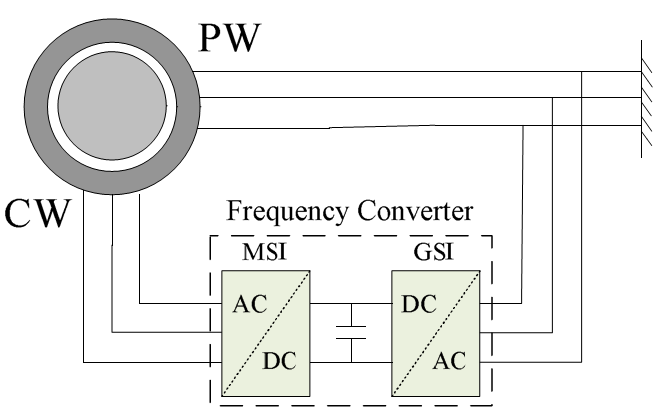 PW
CW
Frequency Converter
MSI
GSI
AC
DC
DC
AC